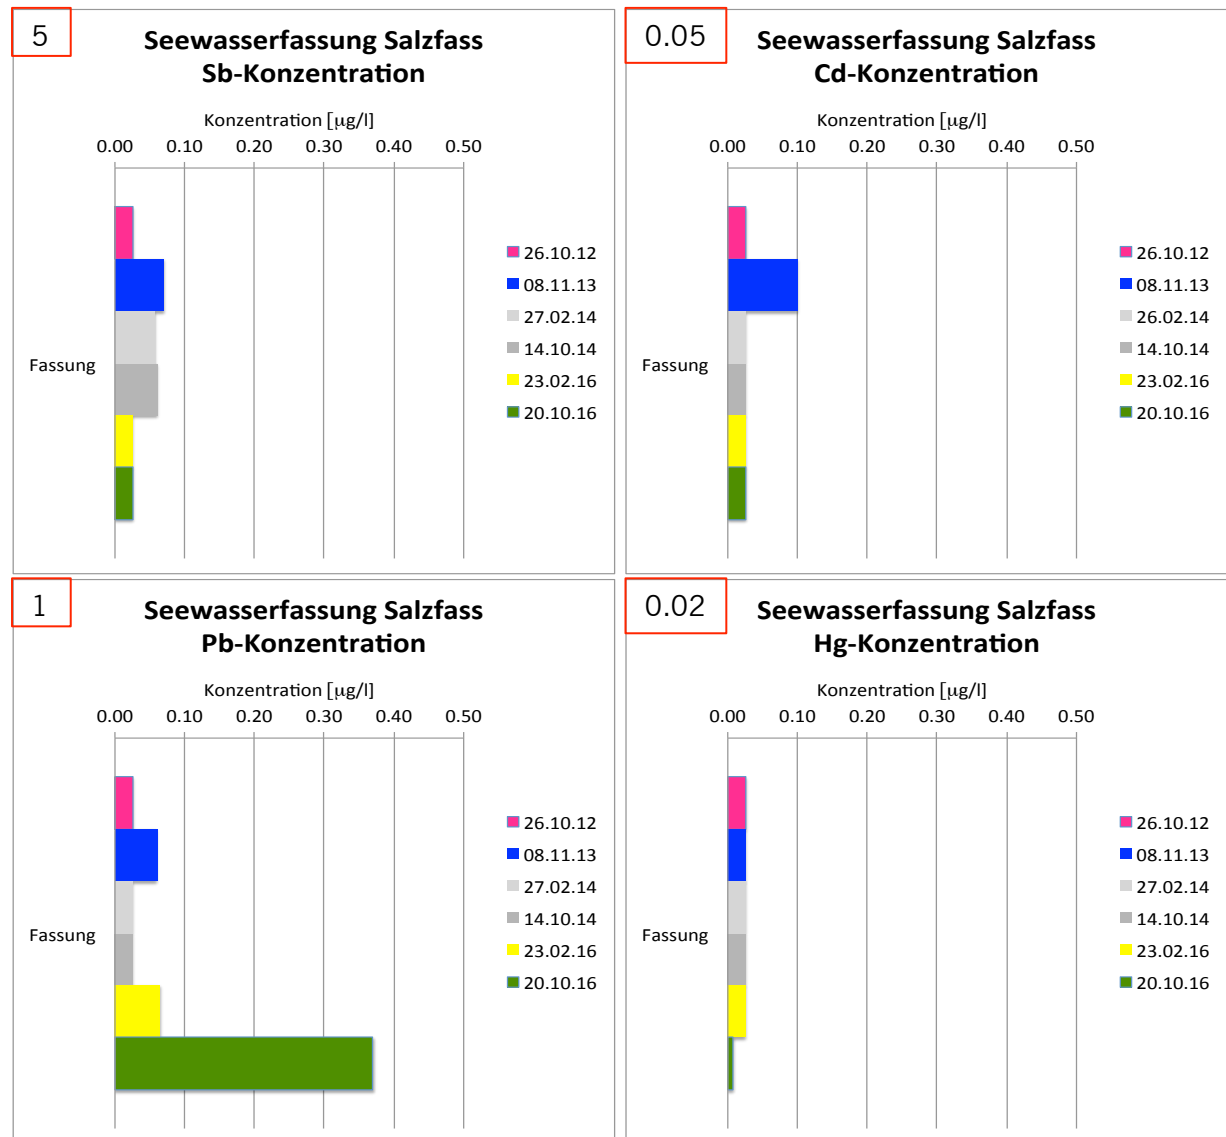 5
Seewasserfassung Salzfass
Sb-Konzentration
Konzentration [µg/l]
0.00 0.10 0.20 0.30 0.40 0.50
Fassung
26.10.12
08.11.13
27.02.14
14.10.14
23.02.16
20.10.16
0.05
Seewasserfassung Salzfass
Cd-Konzentration
Konzentration [µg/l]
0.00 0.10 0.20 0.30 0.40 0.50
Fassung
26.10.12
08.11.13
26.02.14
14.10.14
23.02.16
20.10.16
1
Seewasserfassung Salzfass
Pb-Konzentration
Konzentration [µg/l]
0.00 0.10 0.20 0.30 0.40 0.50
Fassung
26.10.12
08.11.13
27.02.14
14.10.14
23.02.16
20.10.16
0.02
Seewasserfassung Salzfass
Hg-Konzentration
Konzentration [µg/l]
0.00 0.10 0.20 0.30 0.40 0.50
Fassung
26.10.12
08.11.13
27.02.14
14.10.14
23.02.16
20.10.16